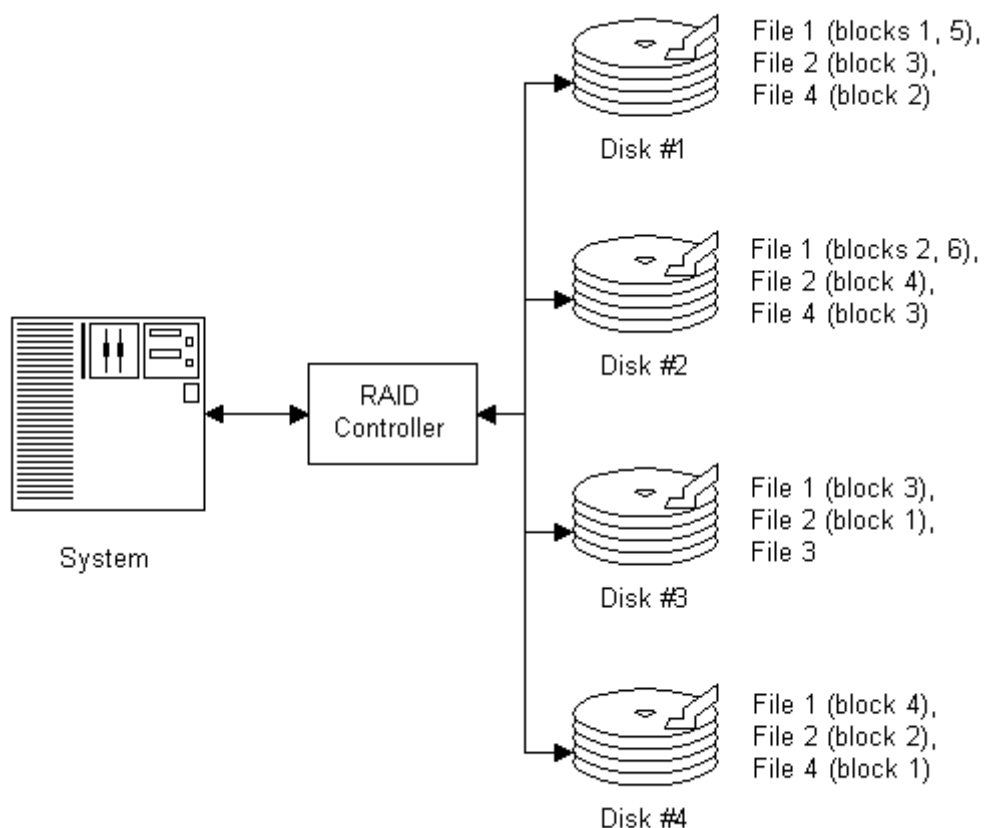 File 1 (blocks 1, 5),
File 2 (block 3),
File 4 (block 2)
Disk #1
File 1 (blocks 2, 6),
File 2 (block 4),
File 4 (block 3)
Disk #2
RAID
Controller
System
File 1 (block 3),
File 2 (block 1),
File 3
Disk #3
File 1 (block 4),
File 2 (block 2),
File 4 (block 1)
Disk #4